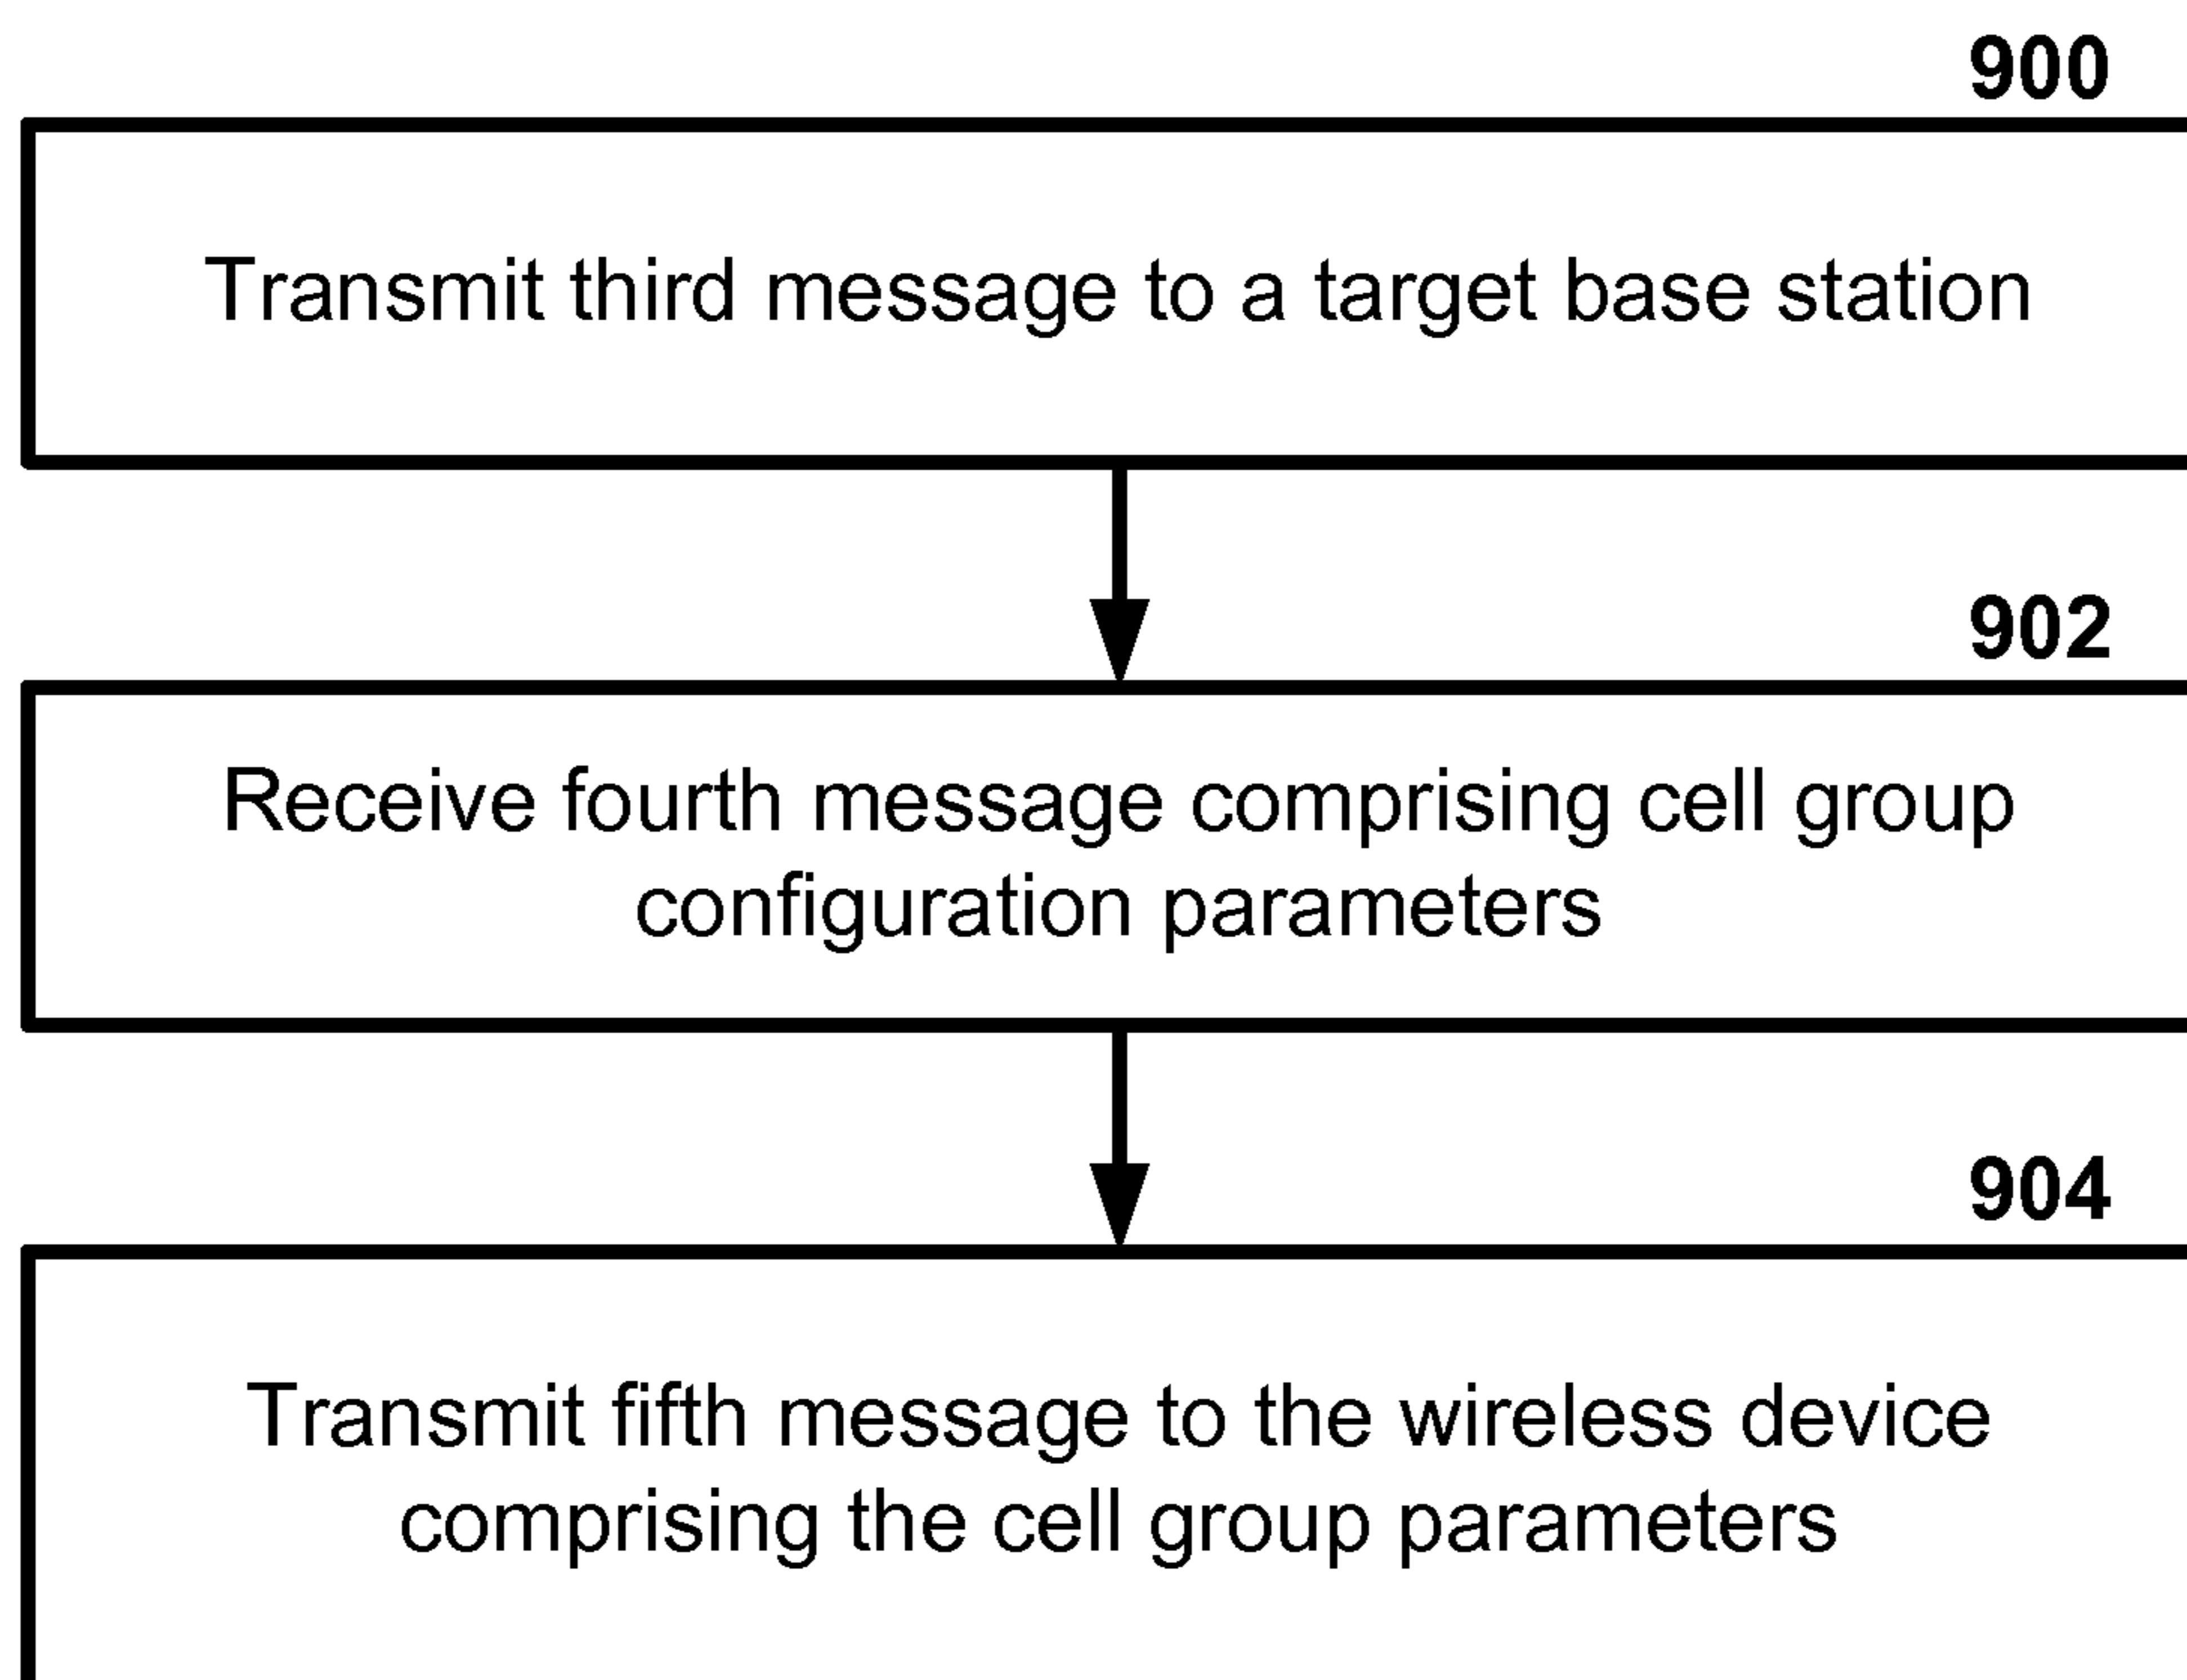 900
Transmit third message to a target base station
902
Receive fourth message comprising cell group
configuration parameters
904
Transmit fifth message to the wireless device
comprising the cell group parameters